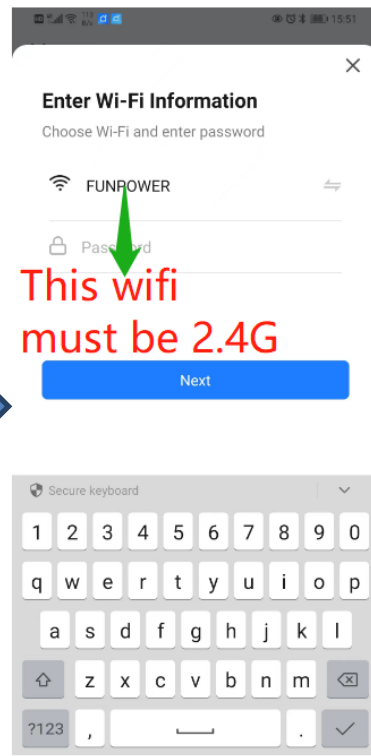 15:51
Enter Wi-Fi Information
Choose Wi-Fi and enter password
FUNPOWER
Password
This wifi
must be 2.4G
Next
Secure keyboard
1 2 3 4 5 6 7 8 9 0
q w e r t y u i o p
a s d f g h j k l
z x c v b n m
?123 , .